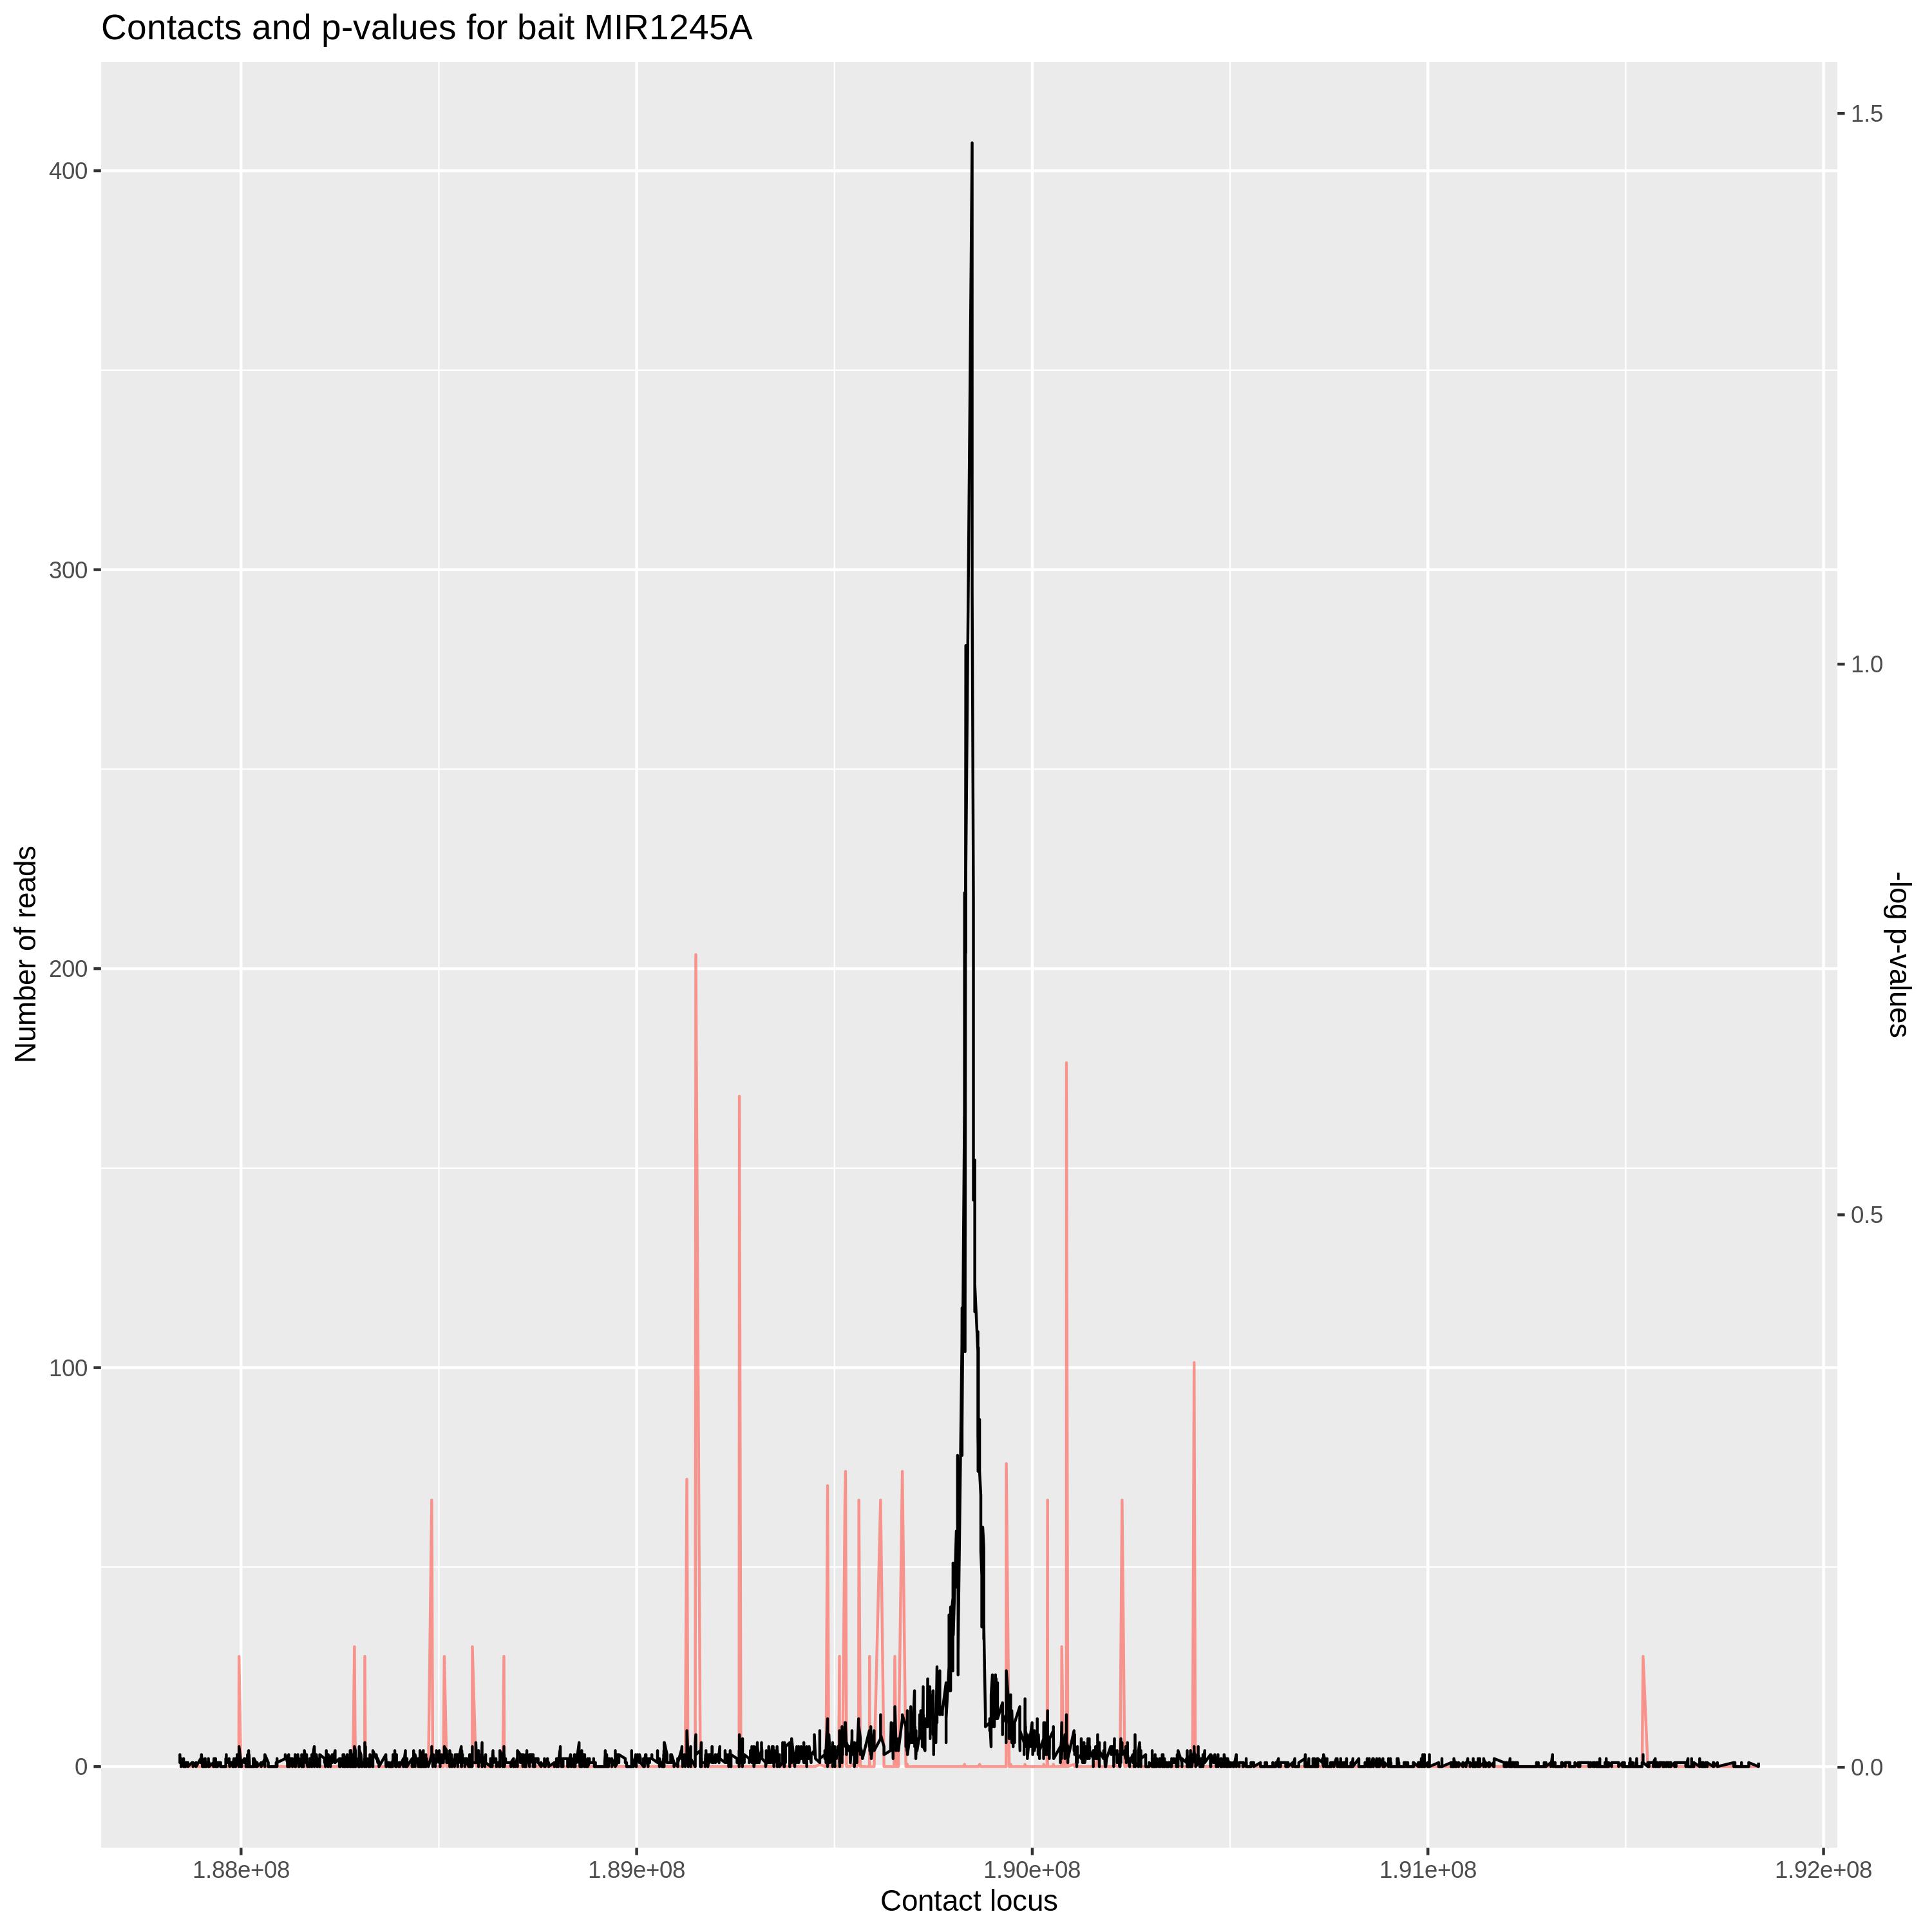 Contacts and p-values for bait MIR1245A
400
300
200
100
0
Number of reads
1.5
1.0
0.5
0.0
-log p-values
1.88e+08
1.89e+08
1.90e+08
1.91e+08
1.92e+08
Contact locus